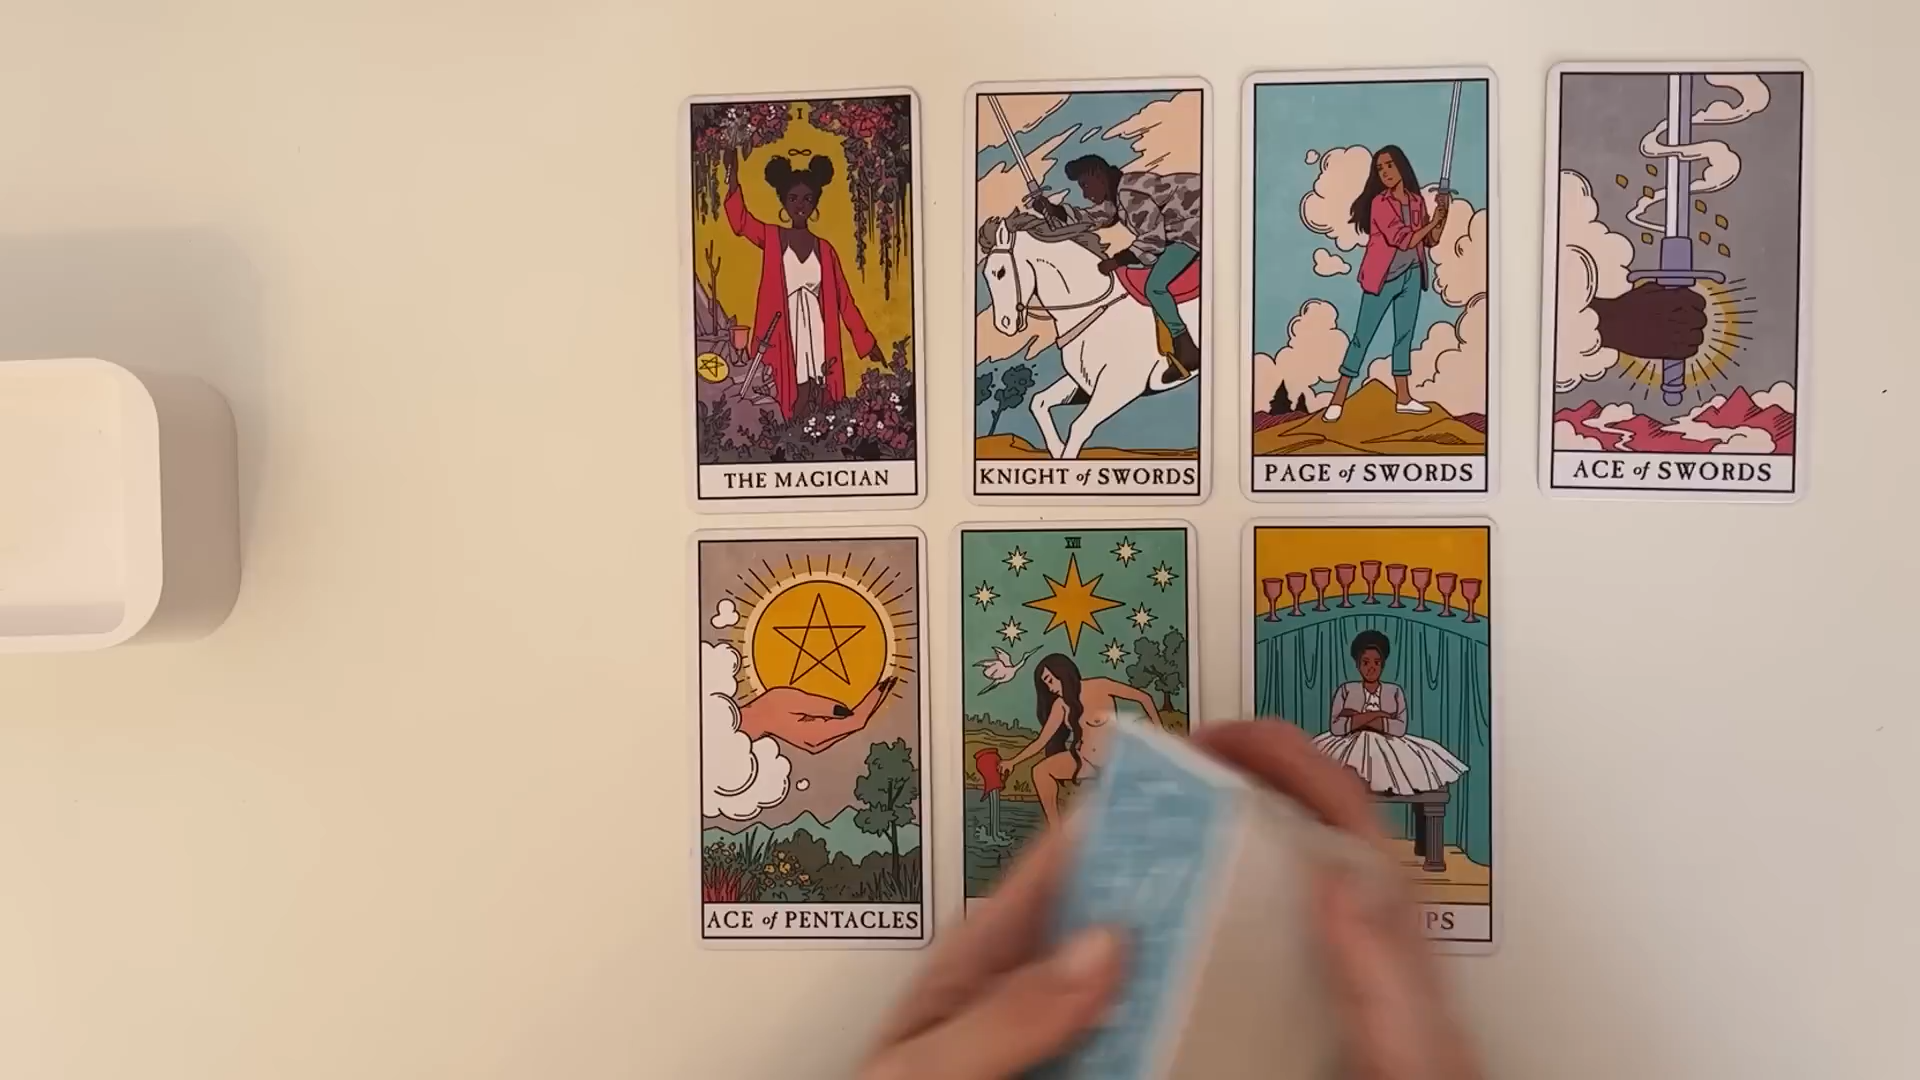 I
THE MAGICIAN
KNIGHT of SWORDS
PAGE of SWORDS
ACE of SWORDS
ACE of PENTACLES
XVII
PS